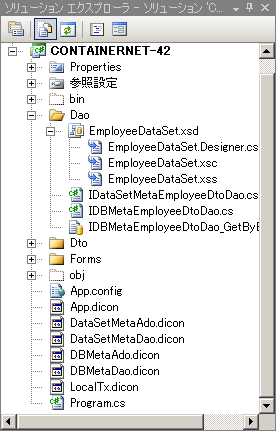 ソリューション エクスプローラ - ソリューション 'C...
CONTAINERNET-42
Properties
参照設定
bin
Dao
EmployeeDataSet.xsd
EmployeeDataSet.Designer.cs
EmployeeDataSet.xsc
EmployeeDataSet.xss
IDataSetMetaEmployeeDtoDao.cs
IDBMetaEmployeeDtoDao.cs
IDBMetaEmployeeDtoDao_GetByE
Dto
Forms
obj
App.config
App.dicon
DataSetMetaAdo.dicon
DataSetMetaDao.dicon
DBMetaAdo.dicon
DBMetaDao.dicon
LocalTx.dicon
Program.cs